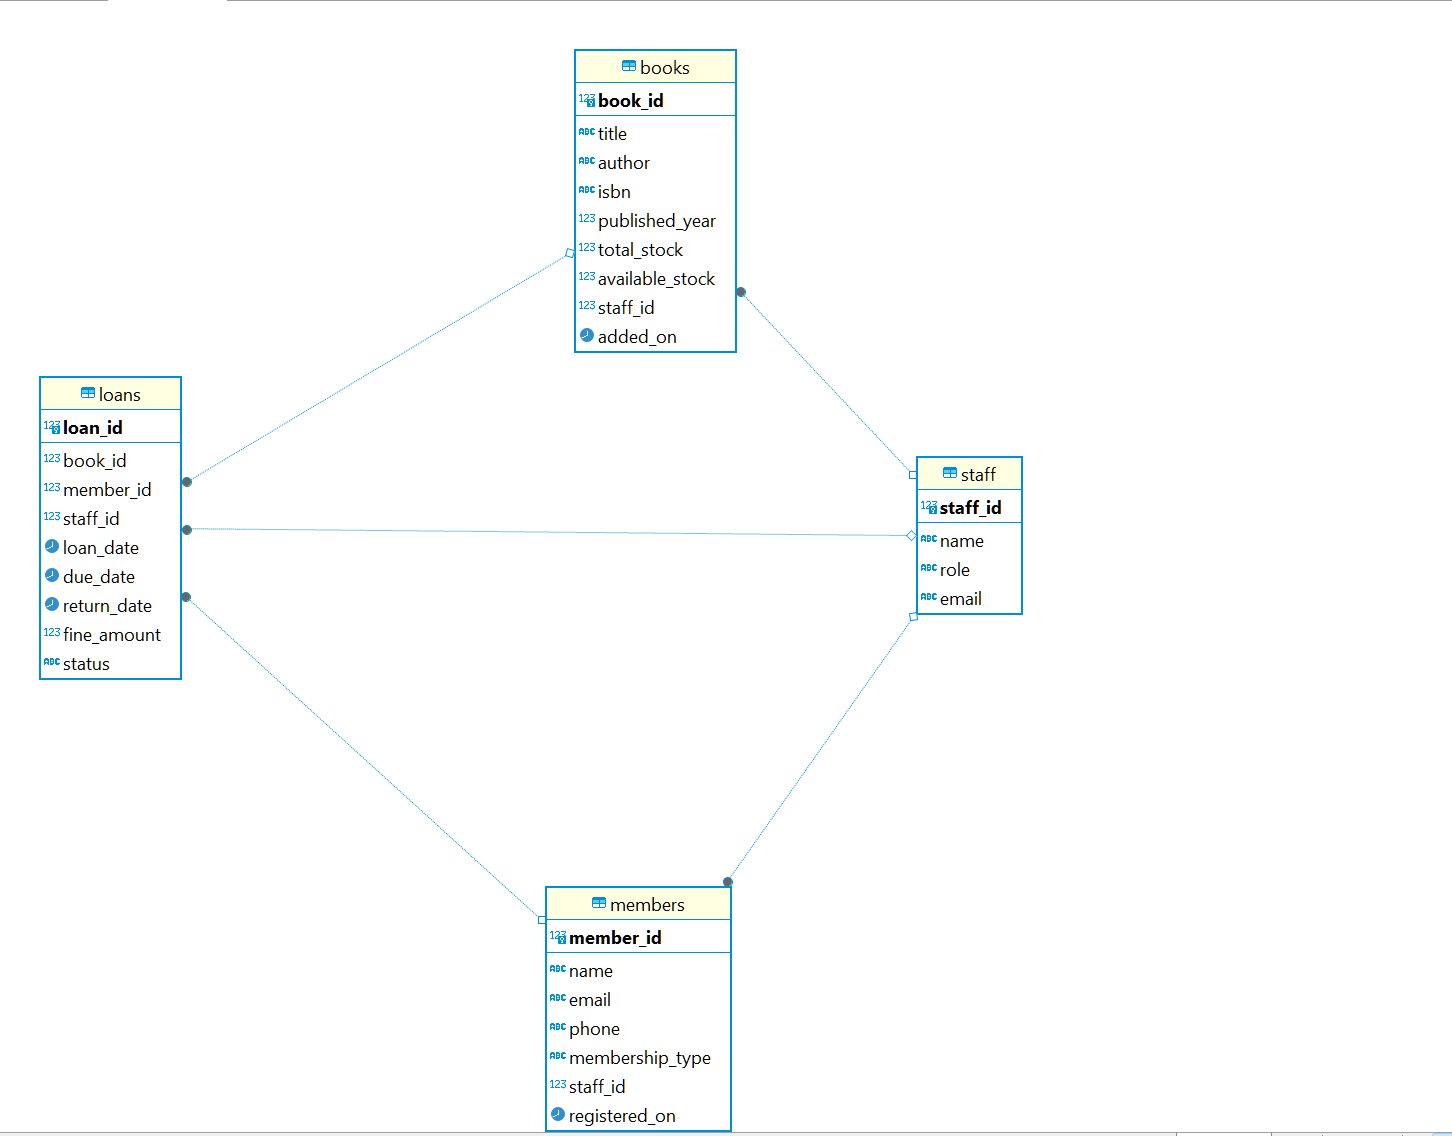 books
123 book_id
ABC title
ABC author
ABC isbn
123 published_year
123 total_stock
123 available_stock
123 staff_id
added_on
loans
123 loan_id
123 book_id
123 member_id
123 staff_id
loan_date
due_date
return_date
123 fine_amount
ABC status
staff
123 staff_id
ABC name
ABC role
ABC email
members
123 member_id
ABC name
ABC email
ABC phone
ABC membership_type
123 staff_id
registered_on